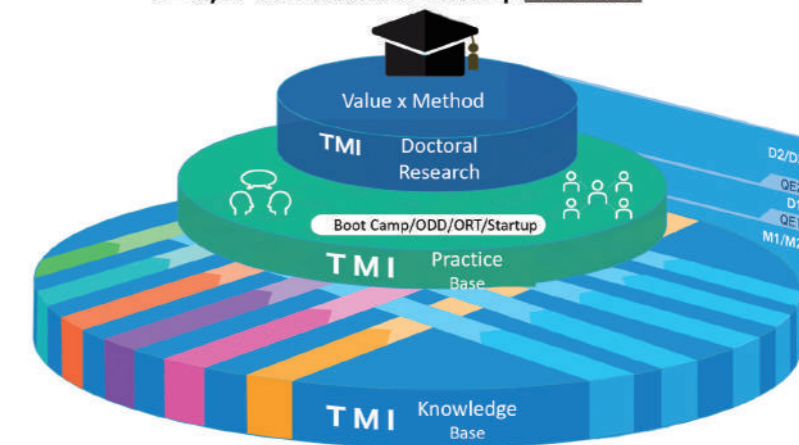 Value x Method
TMI Doctoral
Research
Boot Camp/ODD/ORT/Startup
TMI Practice
Base
TMI Knowledge
Base
D2/D
QE
D1
QE1
M1/M2